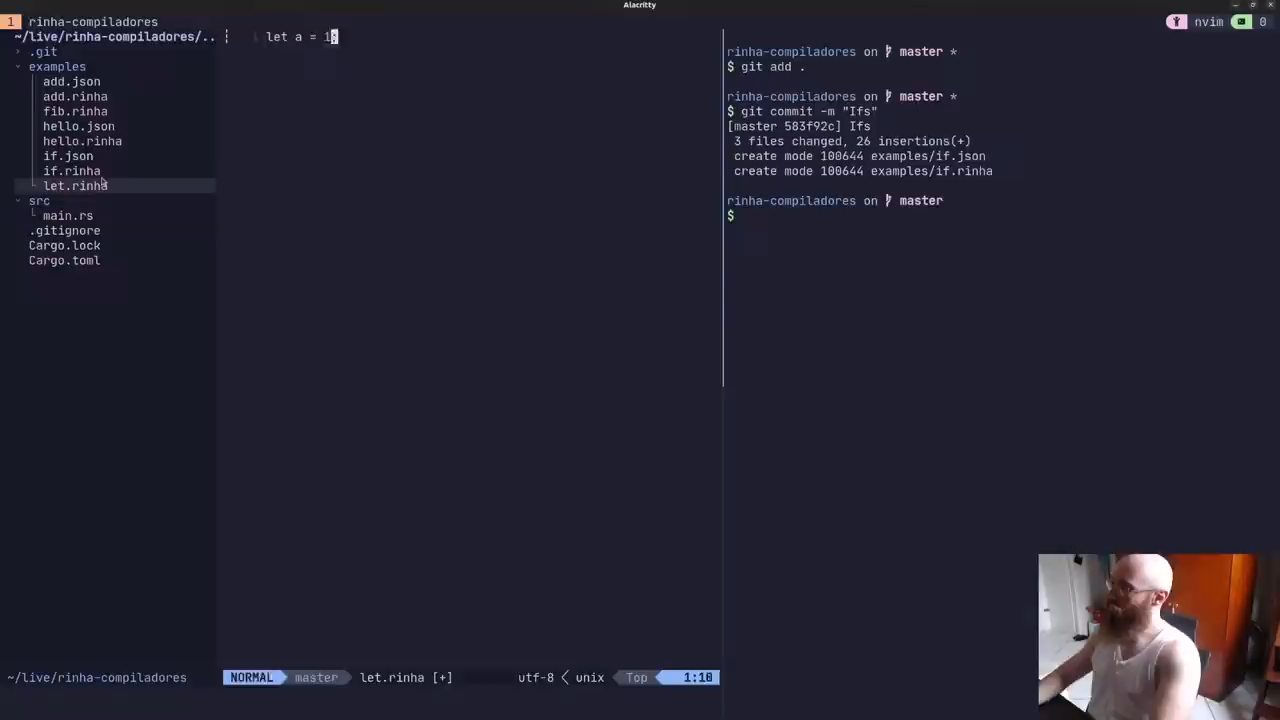 Alacritty
1 rinha-compiladores
nvim 0
~/live/rinha-compiladores/..
.git
examples
add.json
add.rinha
fib.rinha
hello.json
hello.rinha
if.json
if.rinha
let.rinha
src
main.rs
.gitignore
Cargo.lock
Cargo.toml
1 let a = 1;
rinha-compiladores on master *
$ git add .
rinha-compiladores on master *
$ git commit -m "Ifs"
[master 583f92c] Ifs
3 files changed, 26 insertions(+)
create mode 100644 examples/if.json
create mode 100644 examples/if.rinha
rinha-compiladores on master
$
~/live/rinha-compiladores
NORMAL master let.rinha [+] utf-8 < unix Top 1:10